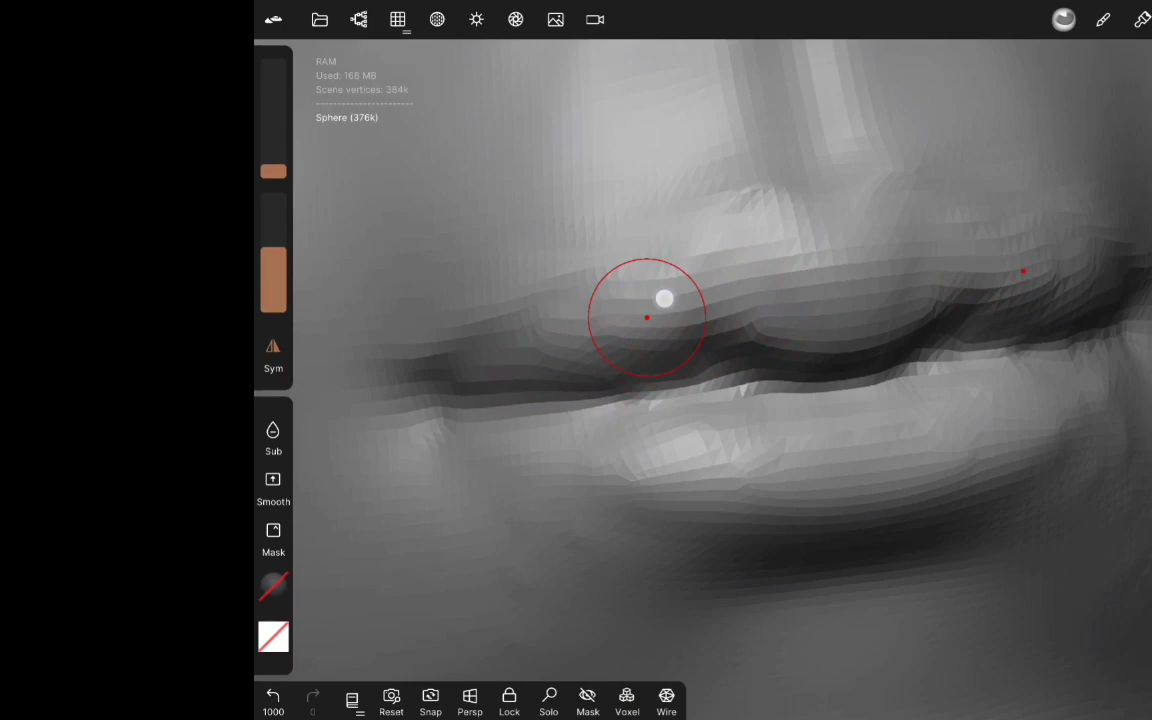 RAM
Used: 168 MB
Scene vertices: 384k
-----------------------
Sphere (376k)
Sym
Sub
Smooth
Mask
1000
0
Reset
Snap
Persp
Lock
Solo
Mask
Voxel
Wire